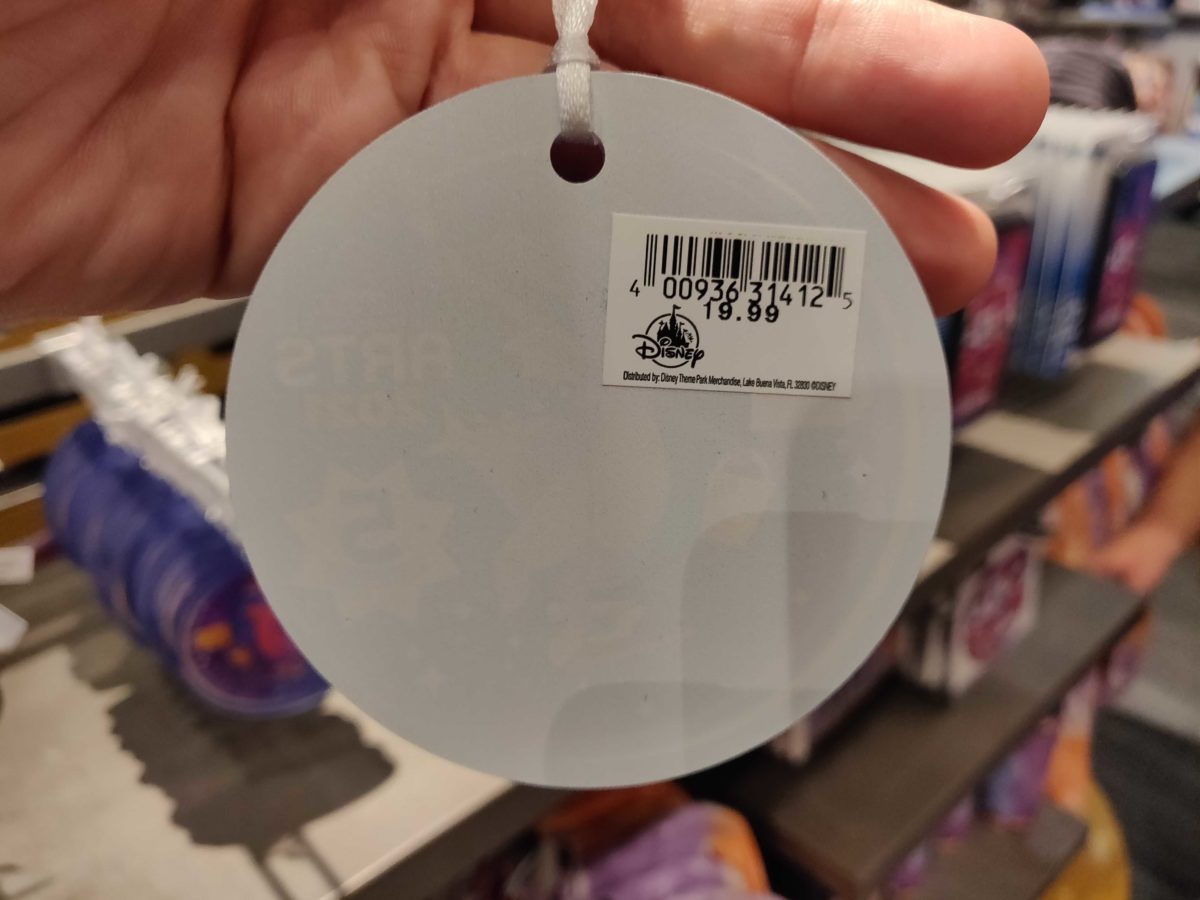 4 00936 31412 5
19.99
Disney
Distributed by: Disney Theme Park Merchandise, Lake Buena Vista, FL 32830 ©DISNEY